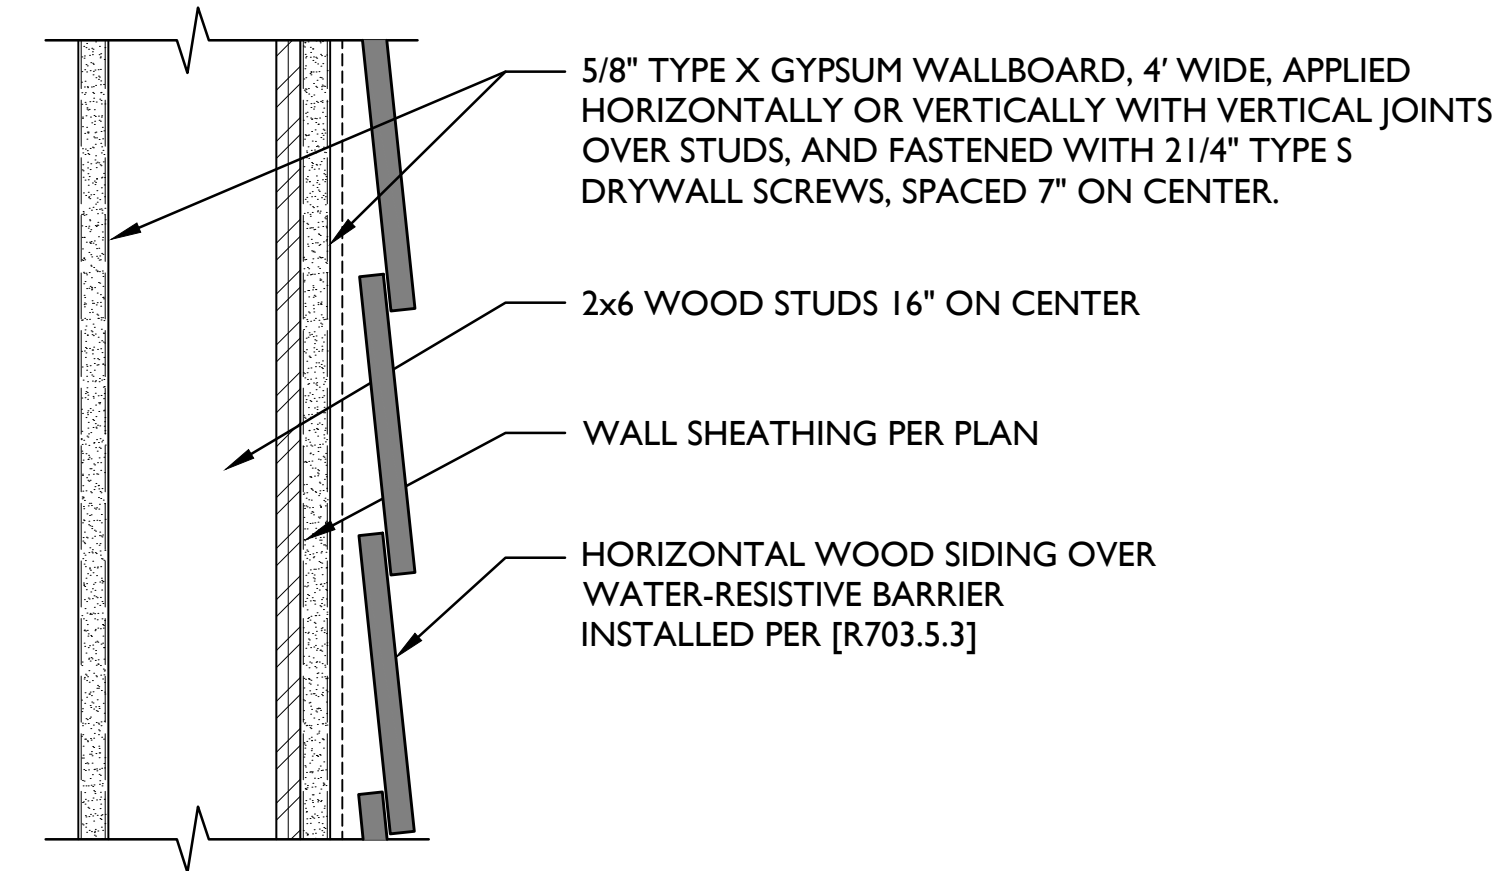 5/8" TYPE X GYPSUM WALLBOARD, 4' WIDE, APPLIED
HORIZONTALLY OR VERTICALLY WITH VERTICAL JOINTS
OVER STUDS, AND FASTENED WITH 21/4" TYPE S
DRYWALL SCREWS, SPACED 7" ON CENTER.
2x6 WOOD STUDS 16" ON CENTER
WALL SHEATHING PER PLAN
HORIZONTAL WOOD SIDING OVER
WATER-RESISTIVE BARRIER
INSTALLED PER [R703.5.3]